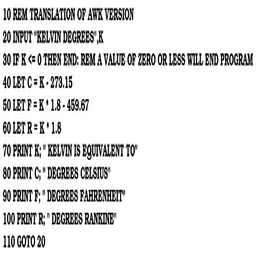 10 REM TRANSLATION OF AWK VERSION
20 INPUT "KELVIN DEGREES",K
30 IF K <= 0 THEN END: REM A VALUE OF ZERO OR LESS WILL END PROGRAM
40 LET C = K - 273.15
50 LET F = K * 1.8 - 459.67
60 LET R = K * 1.8
70 PRINT K; " KELVIN IS EQUIVALENT TO"
80 PRINT C; " DEGREES CELSIUS"
90 PRINT F; " DEGREES FAHRENHEIT"
100 PRINT R; " DEGREES RANKINE"
110 GOTO 20